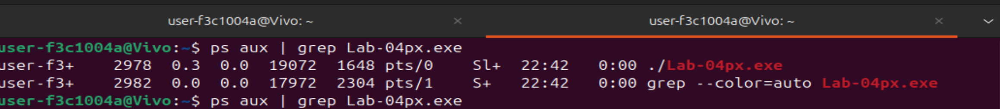 user-f3c1004a@Vivo: ~ × user-f3c1004a@Vivo: ~ ×
user-f3c1004a@Vivo:~$ ps aux | grep Lab-04px.exe
user-f3+ 2978 0.3 0.0 19072 1648 pts/0 Sl+ 22:42 0:00 ./Lab-04px.exe
user-f3+ 2982 0.0 0.0 17972 2304 pts/1 S+ 22:42 0:00 grep --color=auto Lab-04px.exe
user-f3c1004a@Vivo:~$ ps aux | grep Lab-04px.exe